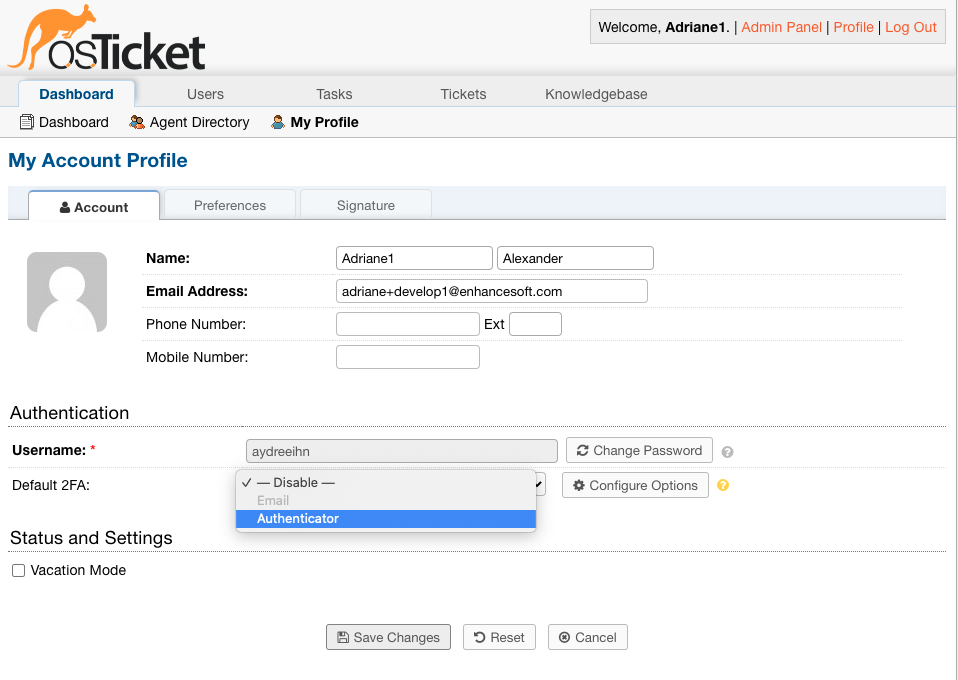 osTicket
Welcome, Adriane1. | Admin Panel | Profile | Log Out
Dashboard Users Tasks Tickets Knowledgebase
Dashboard Agent Directory My Profile
My Account Profile
Account Preferences Signature
Name: Adriane1 Alexander
Email Address: adriane+develop1@enhancesoft.com
Phone Number: Ext
Mobile Number:
Authentication
Username: * aydreeihn Change Password ?
Default 2FA: ✓ — Disable — Configure Options ?
Email
Authenticator
Status and Settings
Vacation Mode
Save Changes Reset Cancel